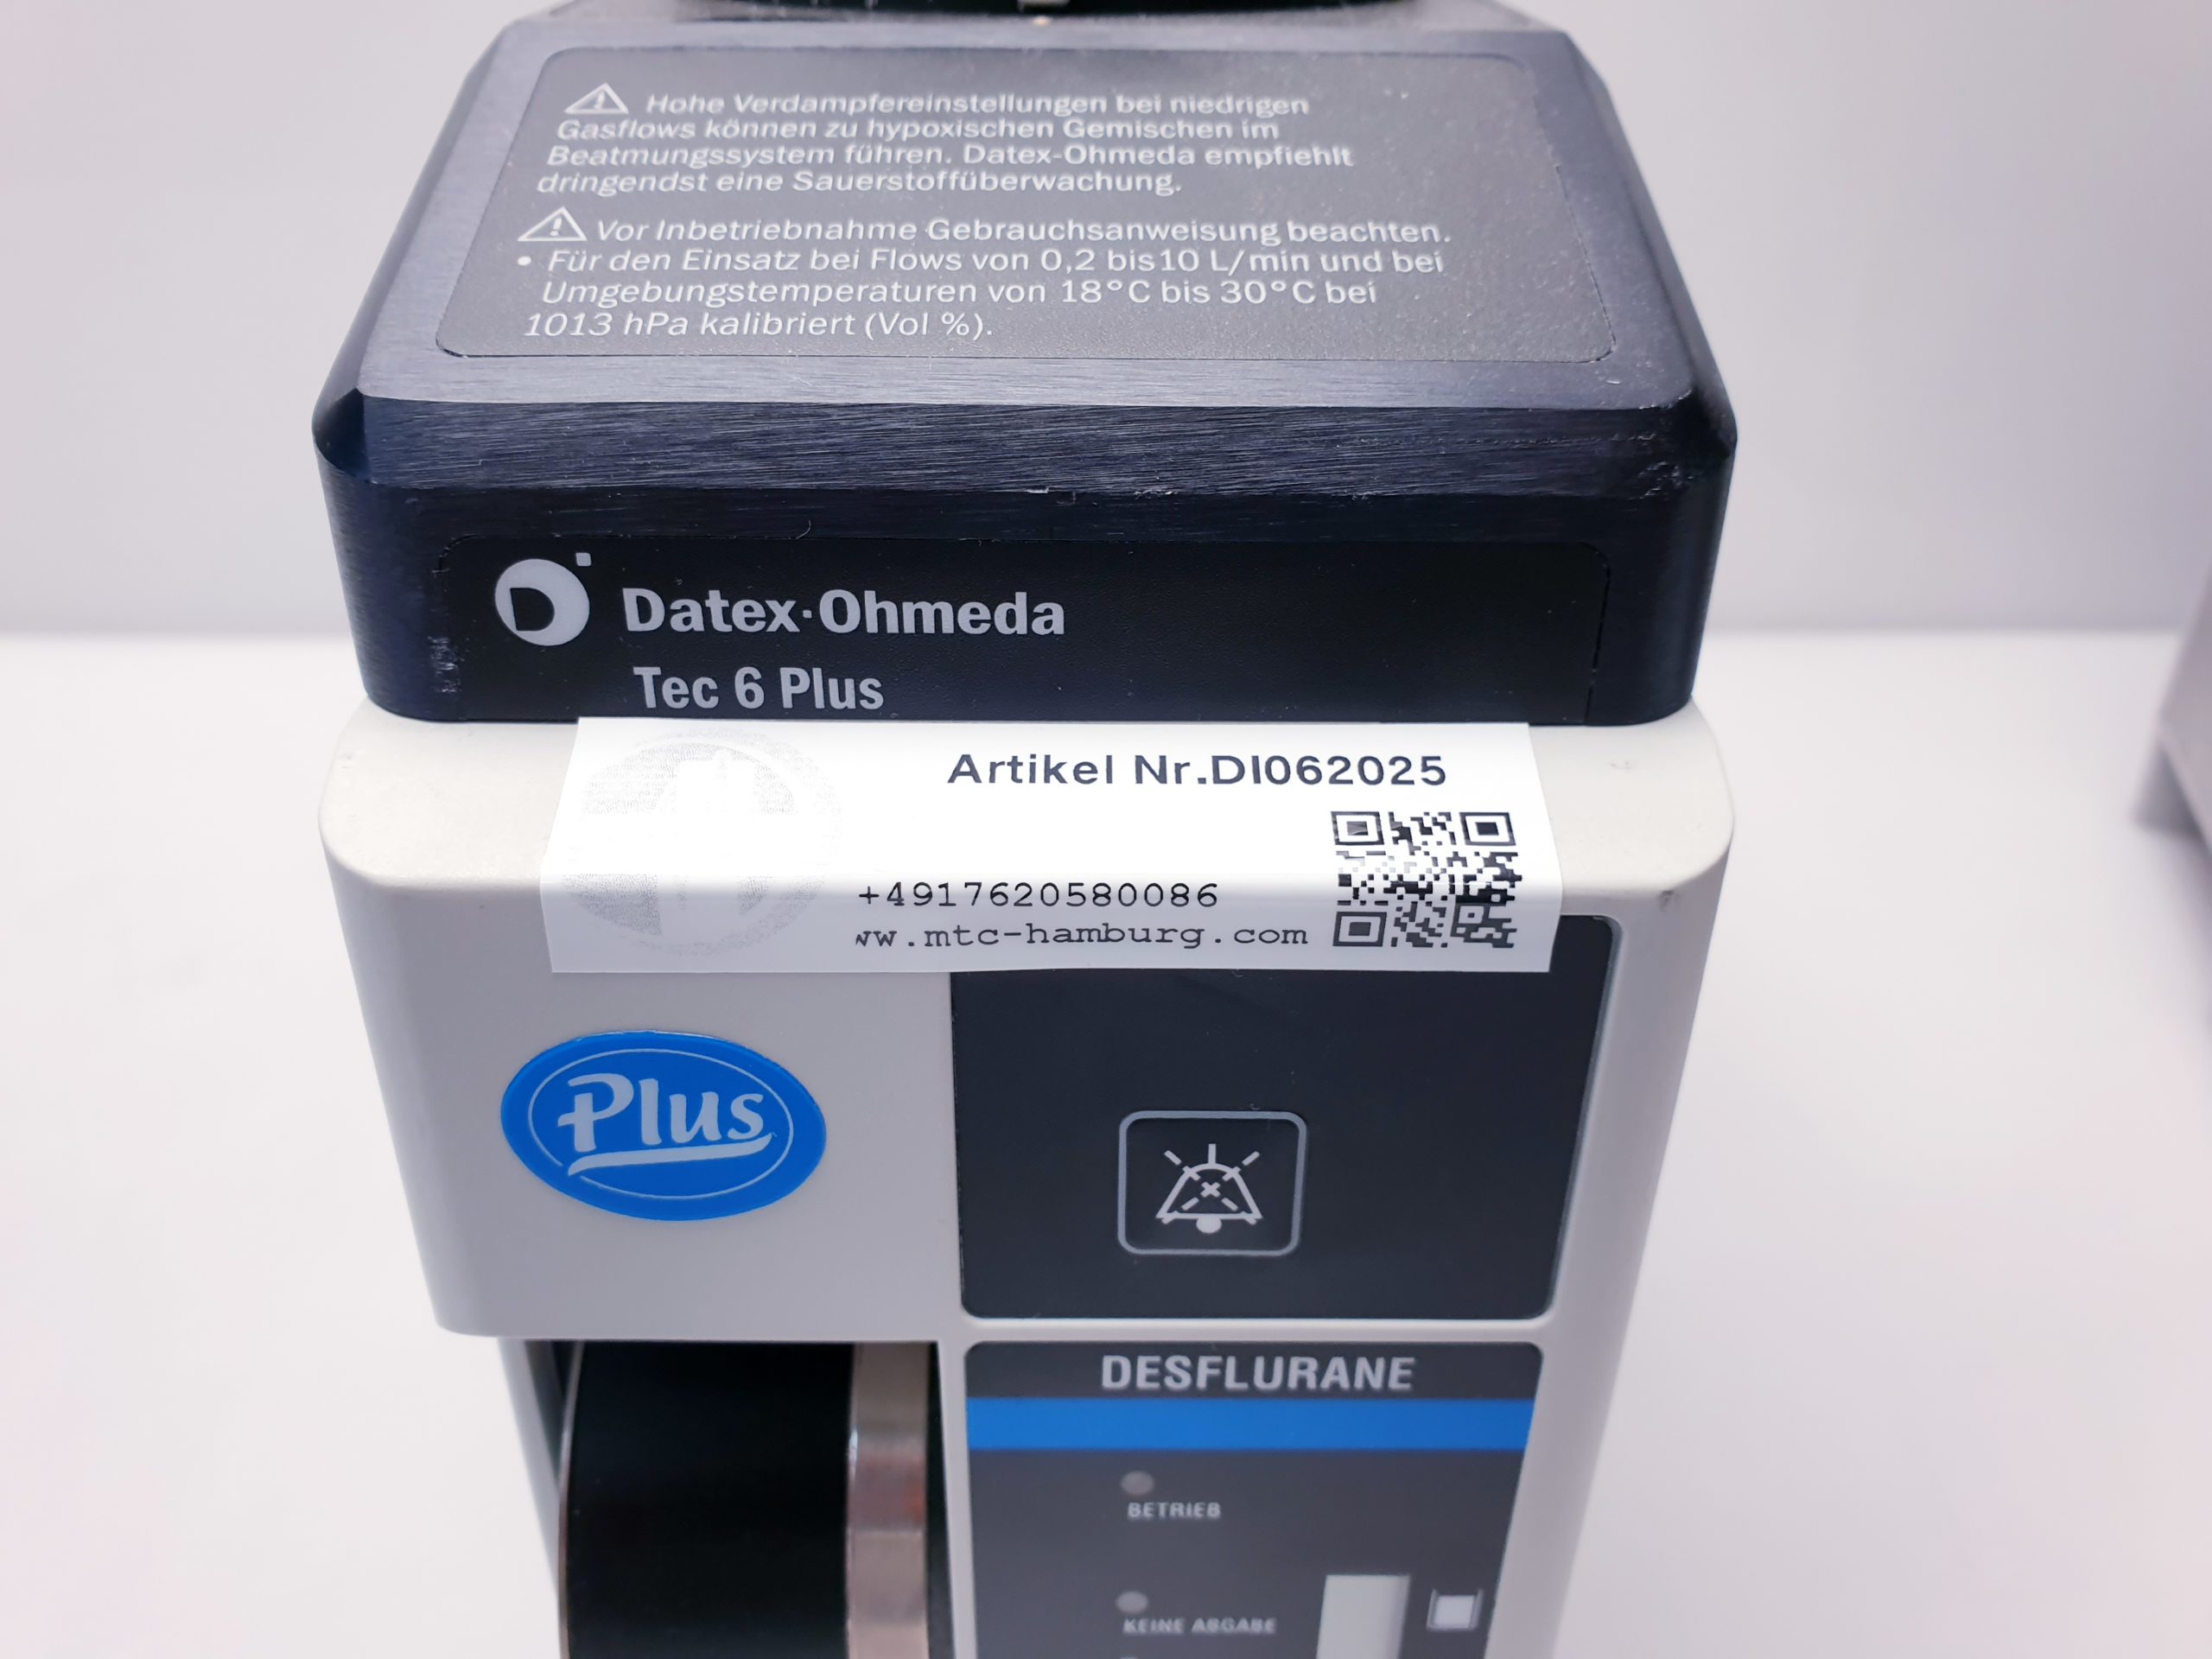 Hohe Verdampfereinstellungen bei niedrigen
Gasflows können zu hypoxischen Gemischen im
Beatmungssystem führen. Datex-Ohmeda empfiehlt
dringendst eine Sauerstoffüberwachung.
Vor Inbetriebnahme Gebrauchsanweisung beachten.
• Für den Einsatz bei Flows von 0,2 bis10 L/min und bei
Umgebungstemperaturen von 18°C bis 30°C bei
1013 hPa kalibriert (Vol %).
Datex·Ohmeda
Tec 6 Plus
Artikel Nr.DI062025
+4917620580086
ww.mtc-hamburg.com
Plus
DESFLURANE
BETRIEB
KEINE ABGABE